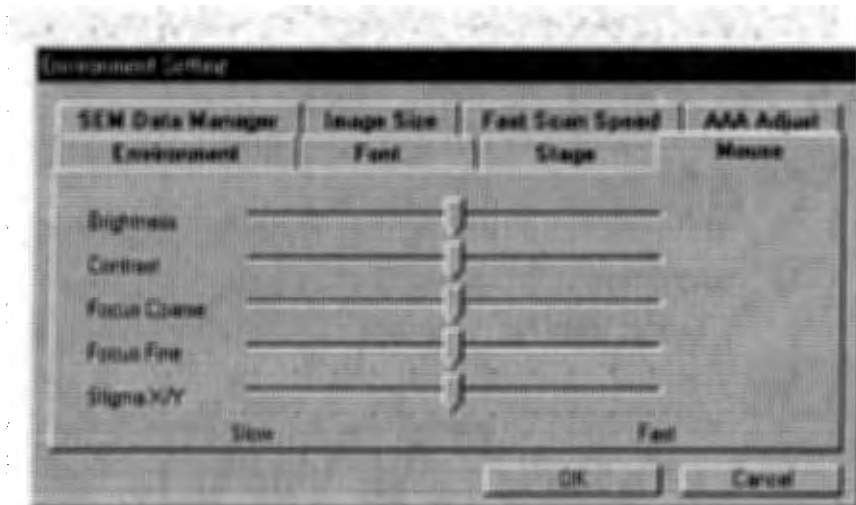 Environment Setting
SEM Data Manager Image Size Fast Scan Speed AAA Adjust
Environment Font Stage Mouse
Brightness
Contrast
Focus Coarse
Focus Fine
Stigma X/Y
Slow Fast
OK Cancel